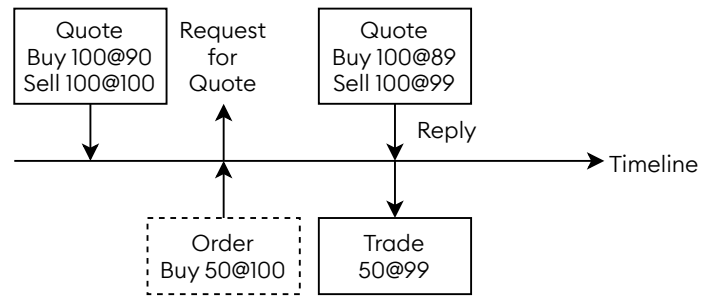 Quote
Buy 100@90
Sell 100@100
Request
for
Quote
Quote
Buy 100@89
Sell 100@99
Reply
Timeline
Order
Buy 50@100
Trade
50@99